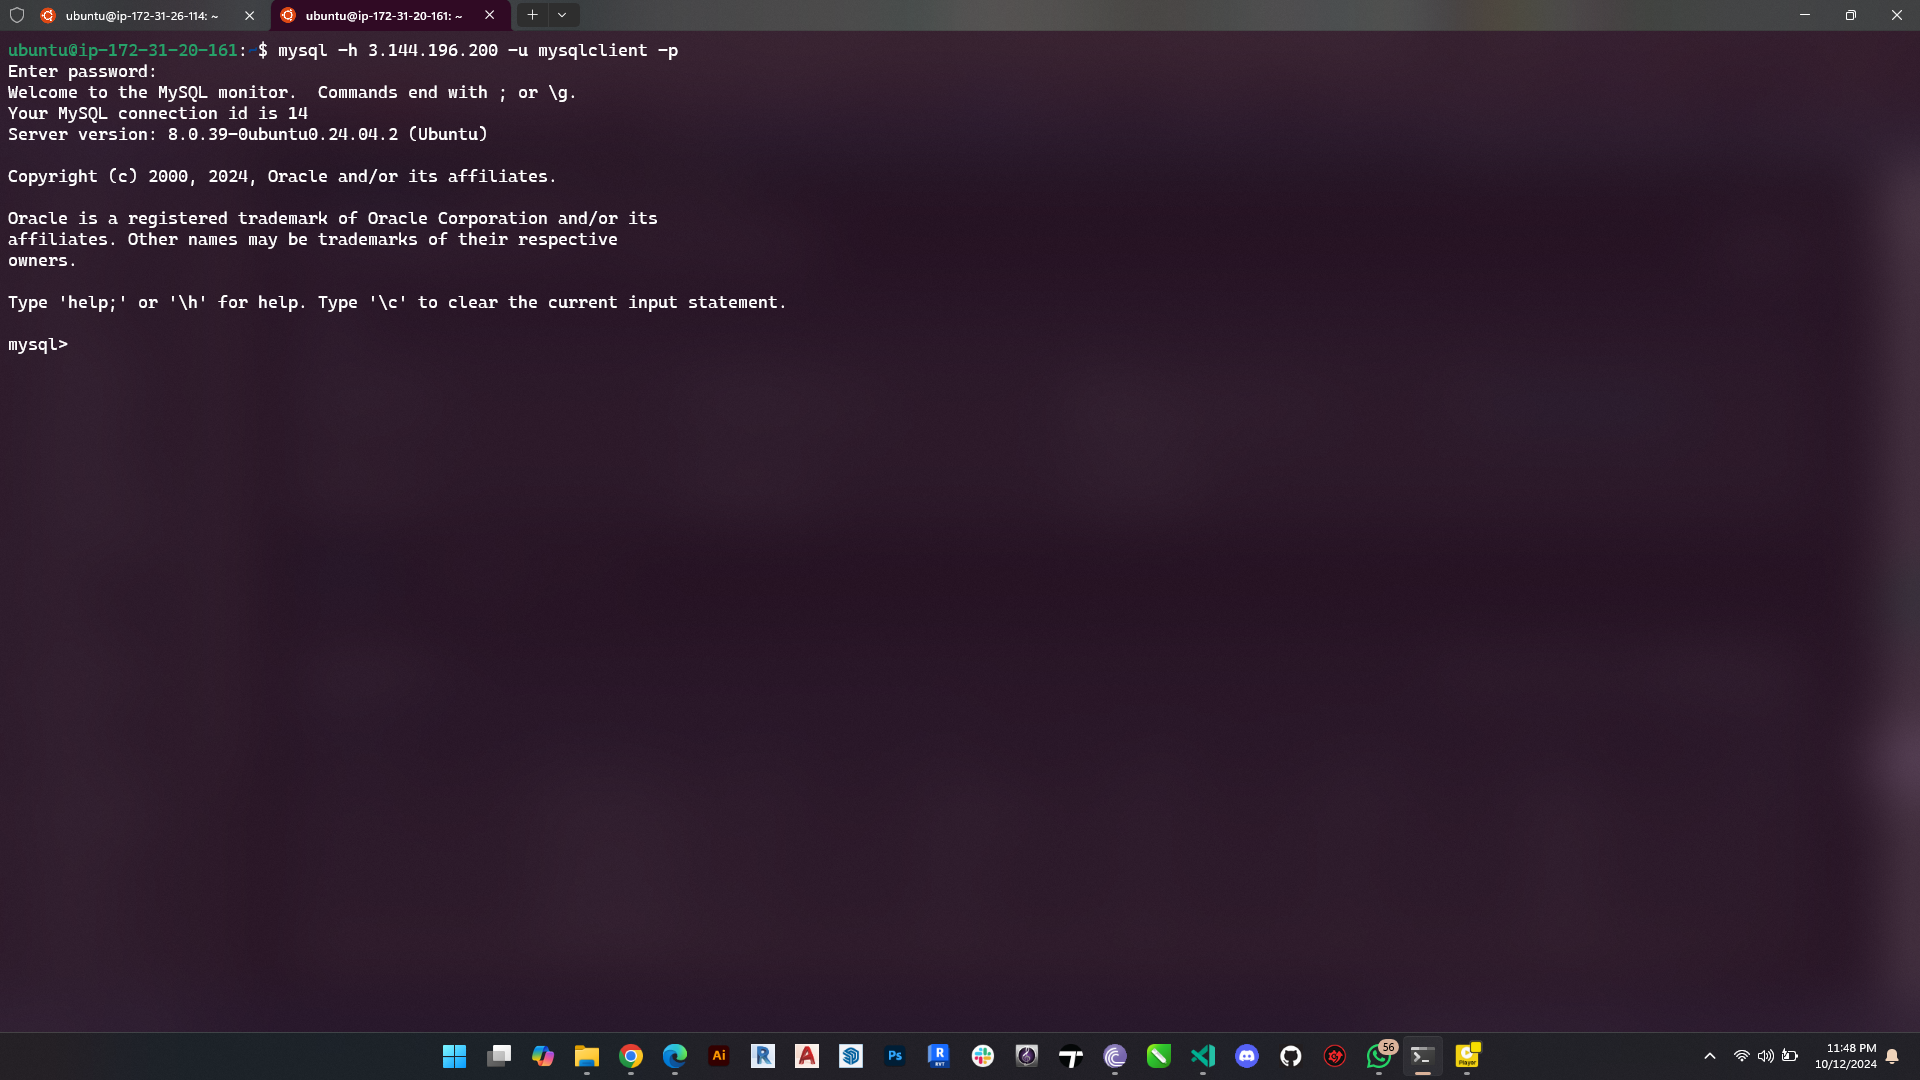 ubuntu@ip-172-31-26-114: ~
ubuntu@ip-172-31-20-161: ~
ubuntu@ip-172-31-20-161:~$ mysql -h 3.144.196.200 -u mysqlclient -p
Enter password:
Welcome to the MySQL monitor.  Commands end with ; or \g.
Your MySQL connection id is 14
Server version: 8.0.39-0ubuntu0.24.04.2 (Ubuntu)
Copyright (c) 2000, 2024, Oracle and/or its affiliates.
Oracle is a registered trademark of Oracle Corporation and/or its
affiliates. Other names may be trademarks of their respective
owners.
Type 'help;' or '\h' for help. Type '\c' to clear the current input statement.
mysql>
Ai
R
A
Ps
R
RVT
56
Player
11:48 PM
10/12/2024